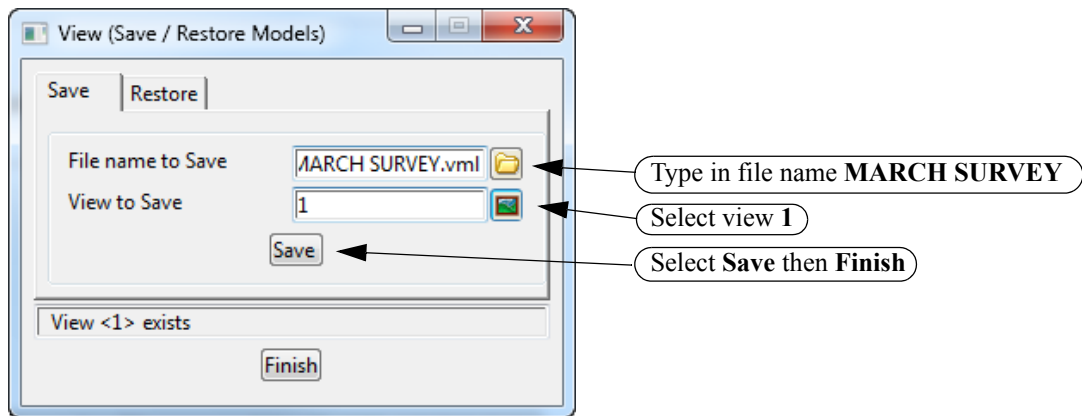 View (Save / Restore Models)
Save Restore
File name to Save MARCH SURVEY.vml
View to Save 1
Save
View <1> exists
Finish
Type in file name MARCH SURVEY
Select view 1
Select Save then Finish